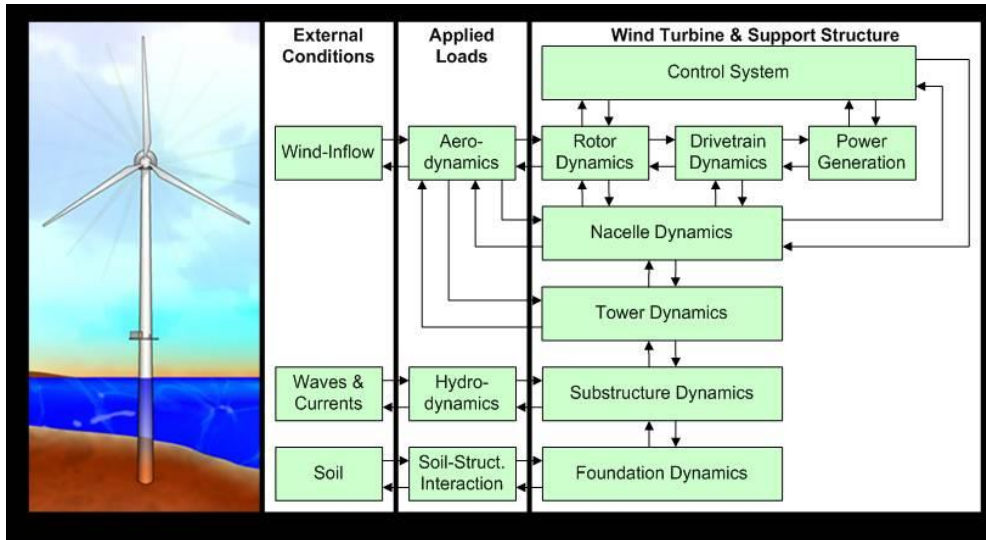 External
Conditions
Applied
Loads
Wind Turbine & Support Structure
Control System
Wind-Inflow
Aero-
dynamics
Rotor
Dynamics
Drivetrain
Dynamics
Power
Generation
Nacelle Dynamics
Tower Dynamics
Waves &
Currents
Hydro-
dynamics
Substructure Dynamics
Soil
Soil-Struct.
Interaction
Foundation Dynamics